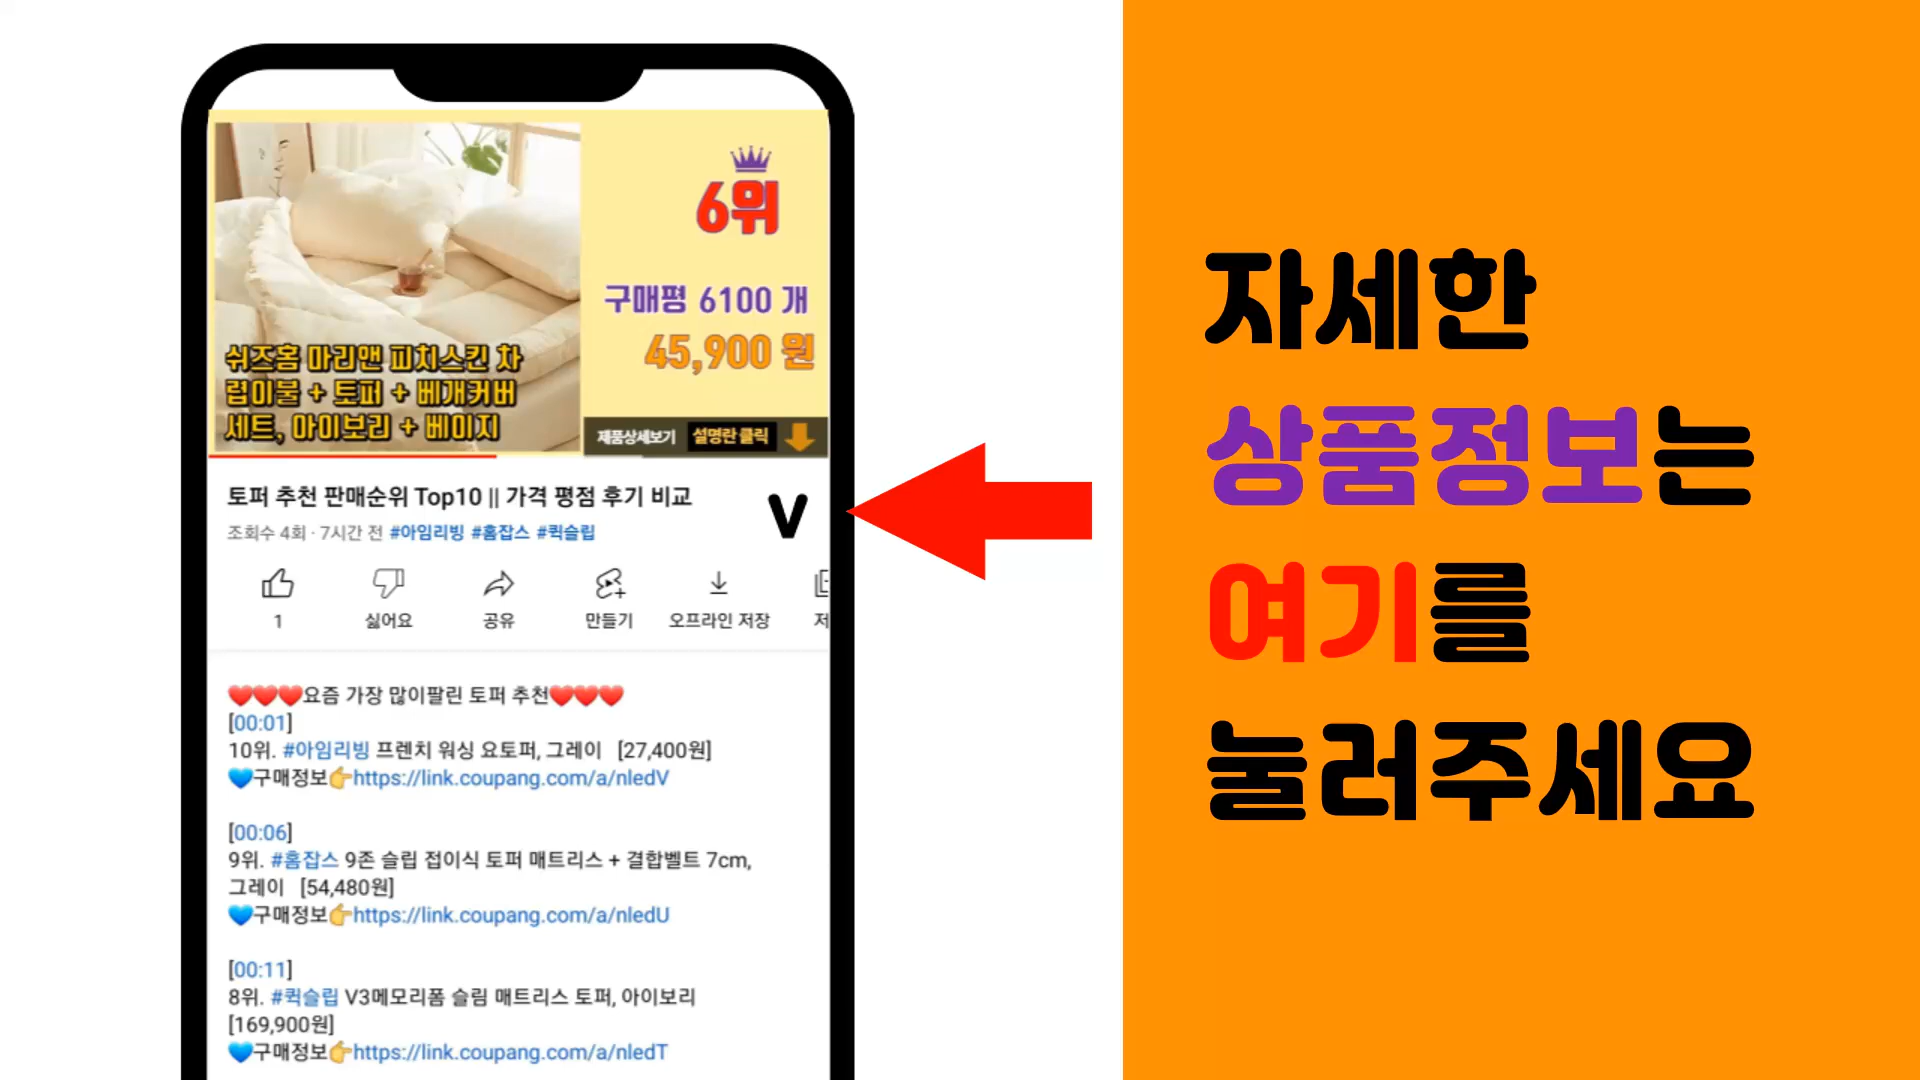 6위
구매평 6100 개
45,900 원
쉬즈홈 마리앤 피치스킨 차
렵이불 + 토퍼 + 베개커버
세트, 아이보리 + 베이지
제품상세보기 설명란 클릭
토퍼 추천 판매순위 Top10 || 가격 평점 후기 비교
V
조회수 4회 · 7시간 전 #아임리빙 #홈잡스 #퀵슬립
1 싫어요 공유 만들기 오프라인 저장 저
❤️❤️❤️요즘 가장 많이팔린 토퍼 추천❤️❤️❤️
[00:01]
10위. #아임리빙 프렌치 워싱 요토퍼, 그레이 [27,400원]
💙구매정보👉https://link.coupang.com/a/nledV
[00:06]
9위. #홈잡스 9존 슬립 접이식 토퍼 매트리스 + 결합벨트 7cm,
그레이 [54,480원]
💙구매정보👉https://link.coupang.com/a/nledU
[00:11]
8위. #퀵슬립 V3메모리폼 슬림 매트리스 토퍼, 아이보리
[169,900원]
💙구매정보👉https://link.coupang.com/a/nledT
자세한
상품정보는
여기를
눌러주세요